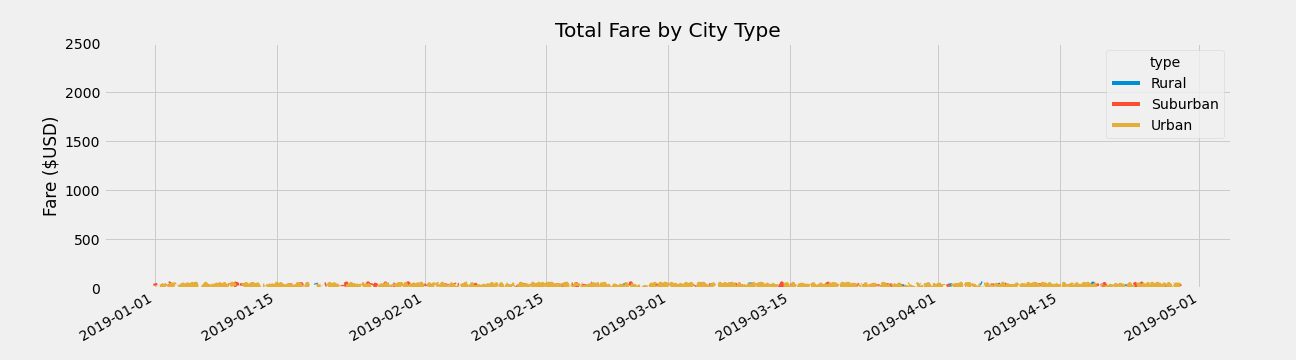 Total Fare by City Type
2500
2000
1500
1000
500
0
Fare ($USD)
type
Rural
Suburban
Urban
2019-01-01
2019-01-15
2019-02-01
2019-02-15
2019-03-01
2019-03-15
2019-04-01
2019-04-15
2019-05-01